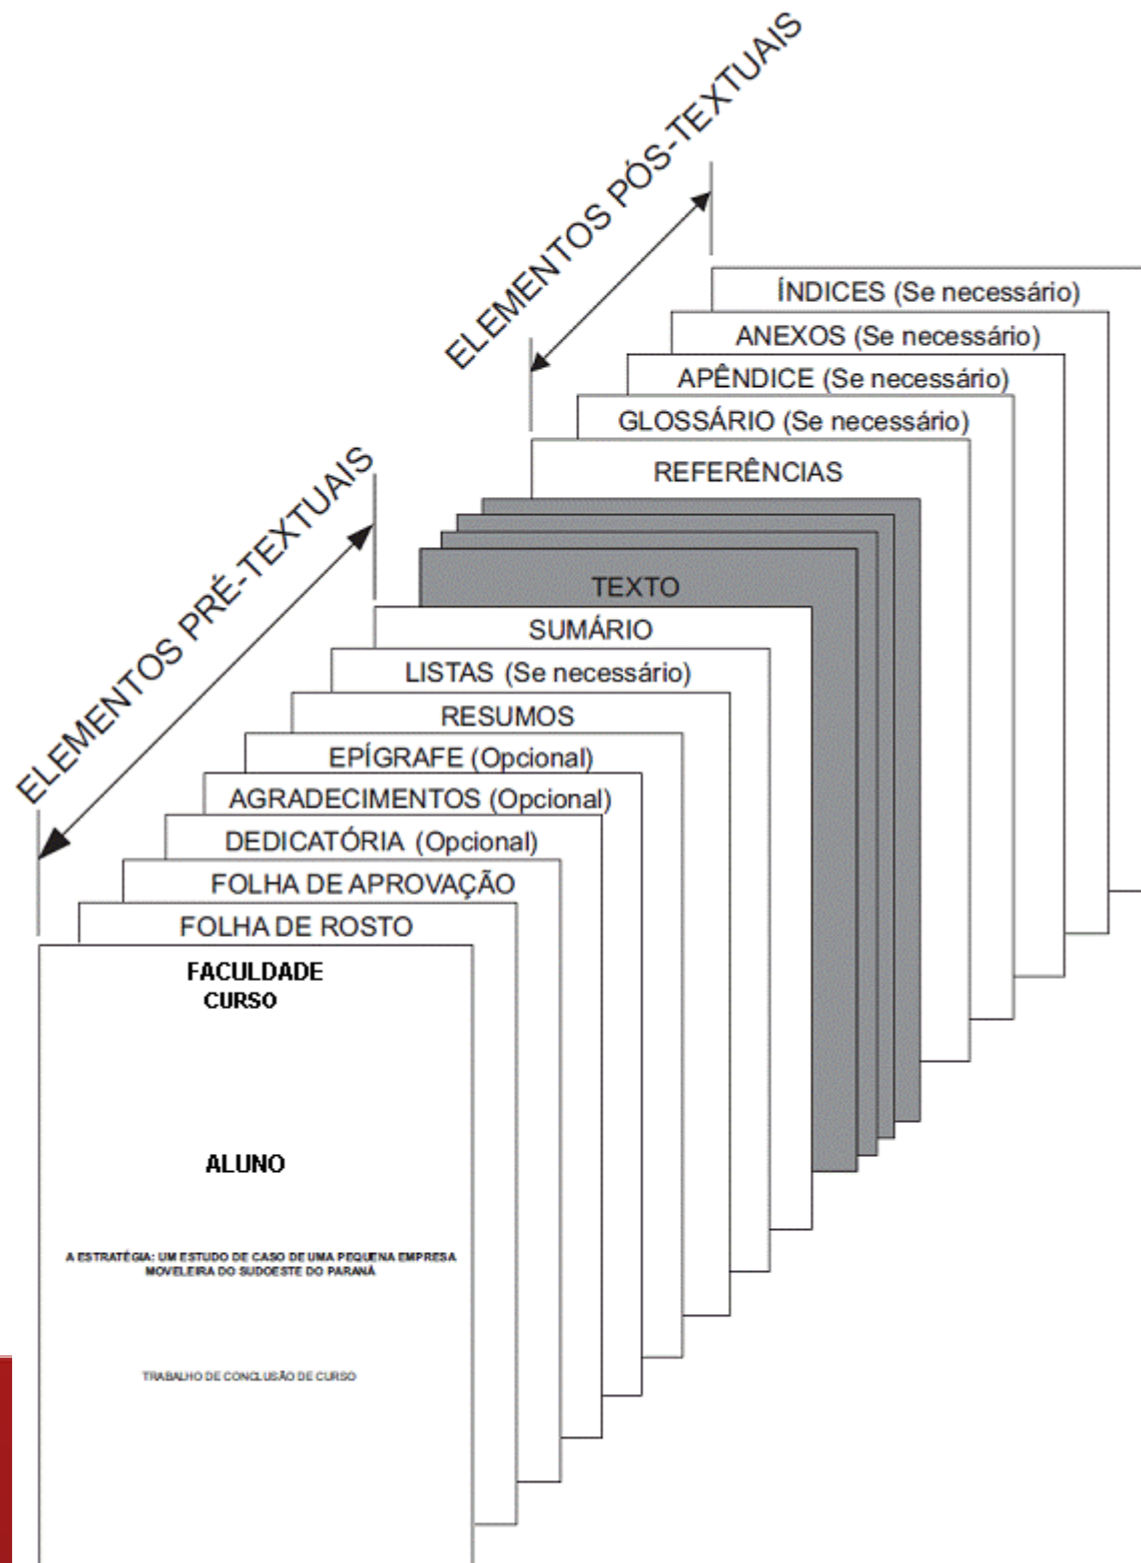 ELEMENTOS PÓS-TEXTUAIS
ÍNDICES (Se necessário)
ANEXOS (Se necessário)
APÊNDICE (Se necessário)
GLOSSÁRIO (Se necessário)
REFERÊNCIAS
ELEMENTOS PRÉ-TEXTUAIS
TEXTO
SUMÁRIO
LISTAS (Se necessário)
RESUMOS
EPÍGRAFE (Opcional)
AGRADECIMENTOS (Opcional)
DEDICATÓRIA (Opcional)
FOLHA DE APROVAÇÃO
FOLHA DE ROSTO
FACULDADE
CURSO
ALUNO
A ESTRATÉGIA: UM ESTUDO DE CASO DE UMA PEQUENA EMPRESA
MOVELEIRA DO SUDOESTE DO PARANÁ
TRABALHO DE CONCLUSÃO DE CURSO